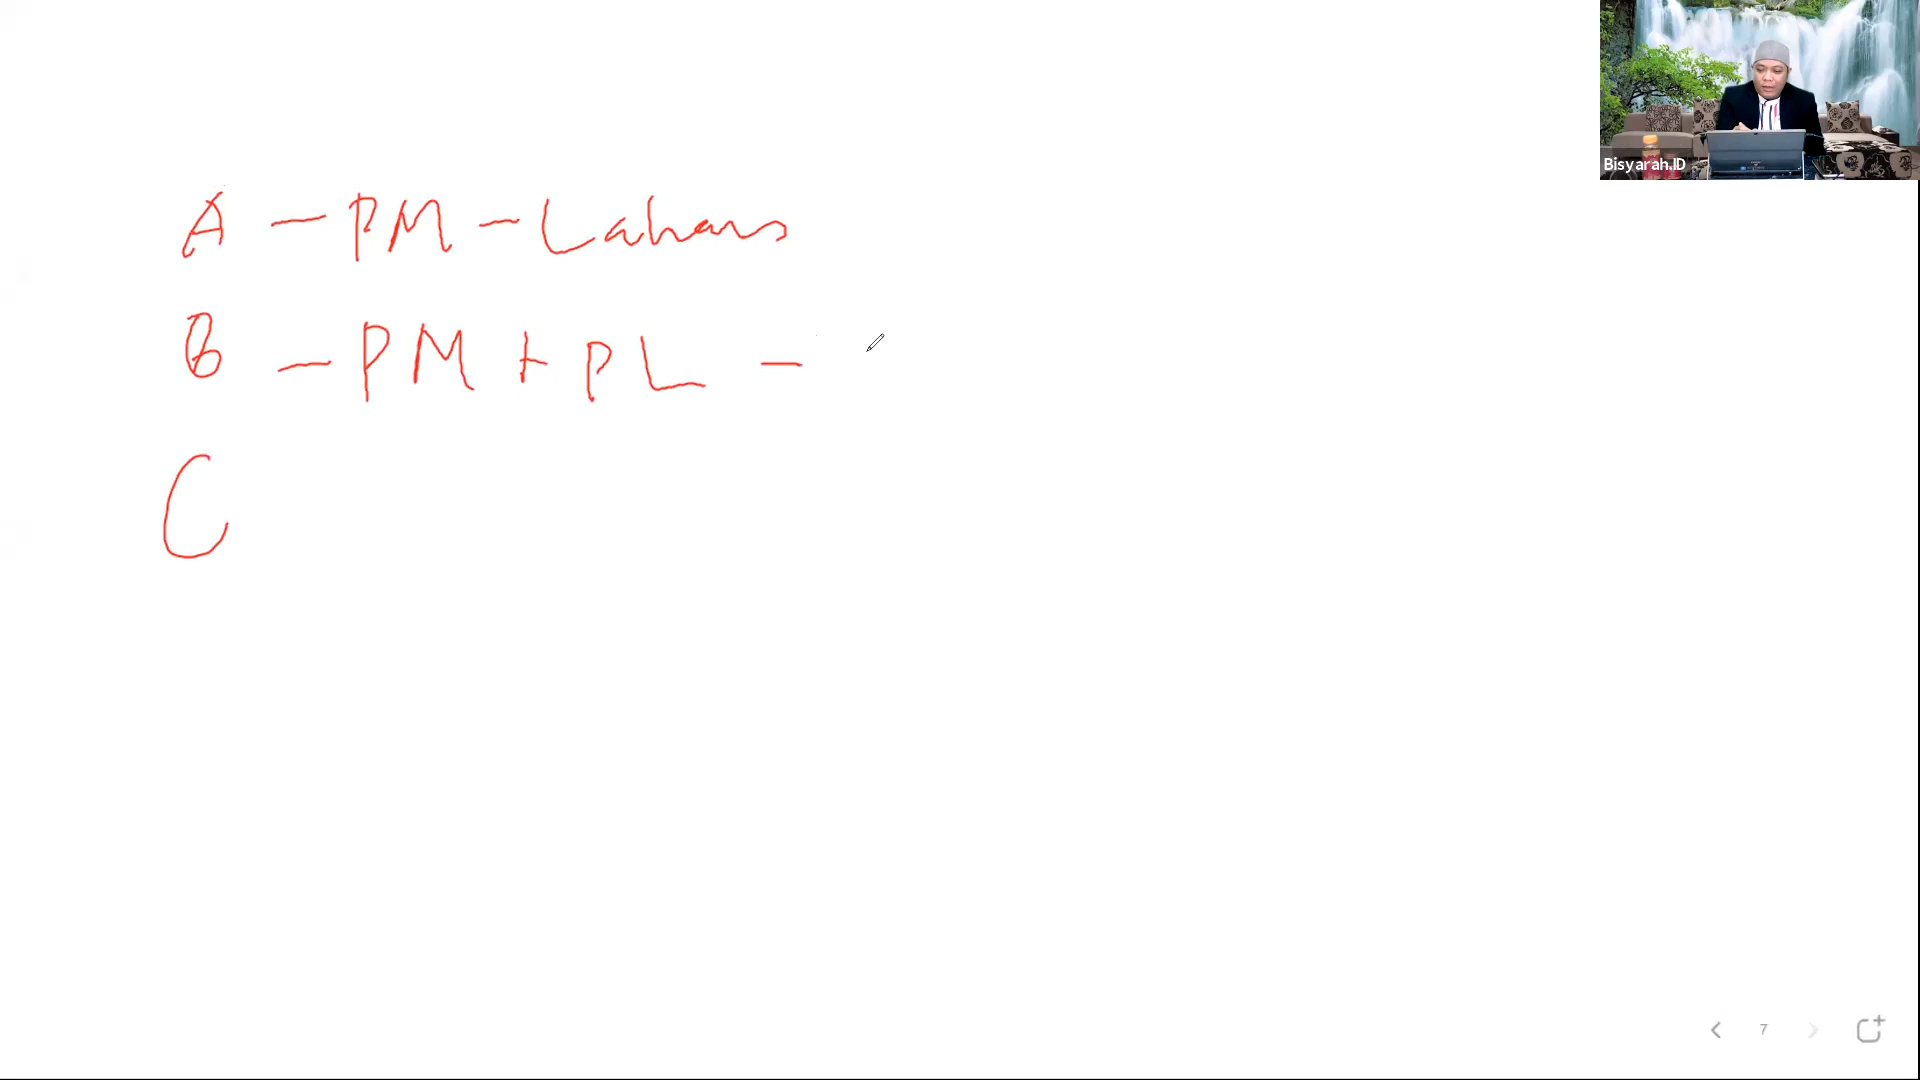 Bisyarah.ID
A - PM - Lahan
B - PM + PL -
C
7